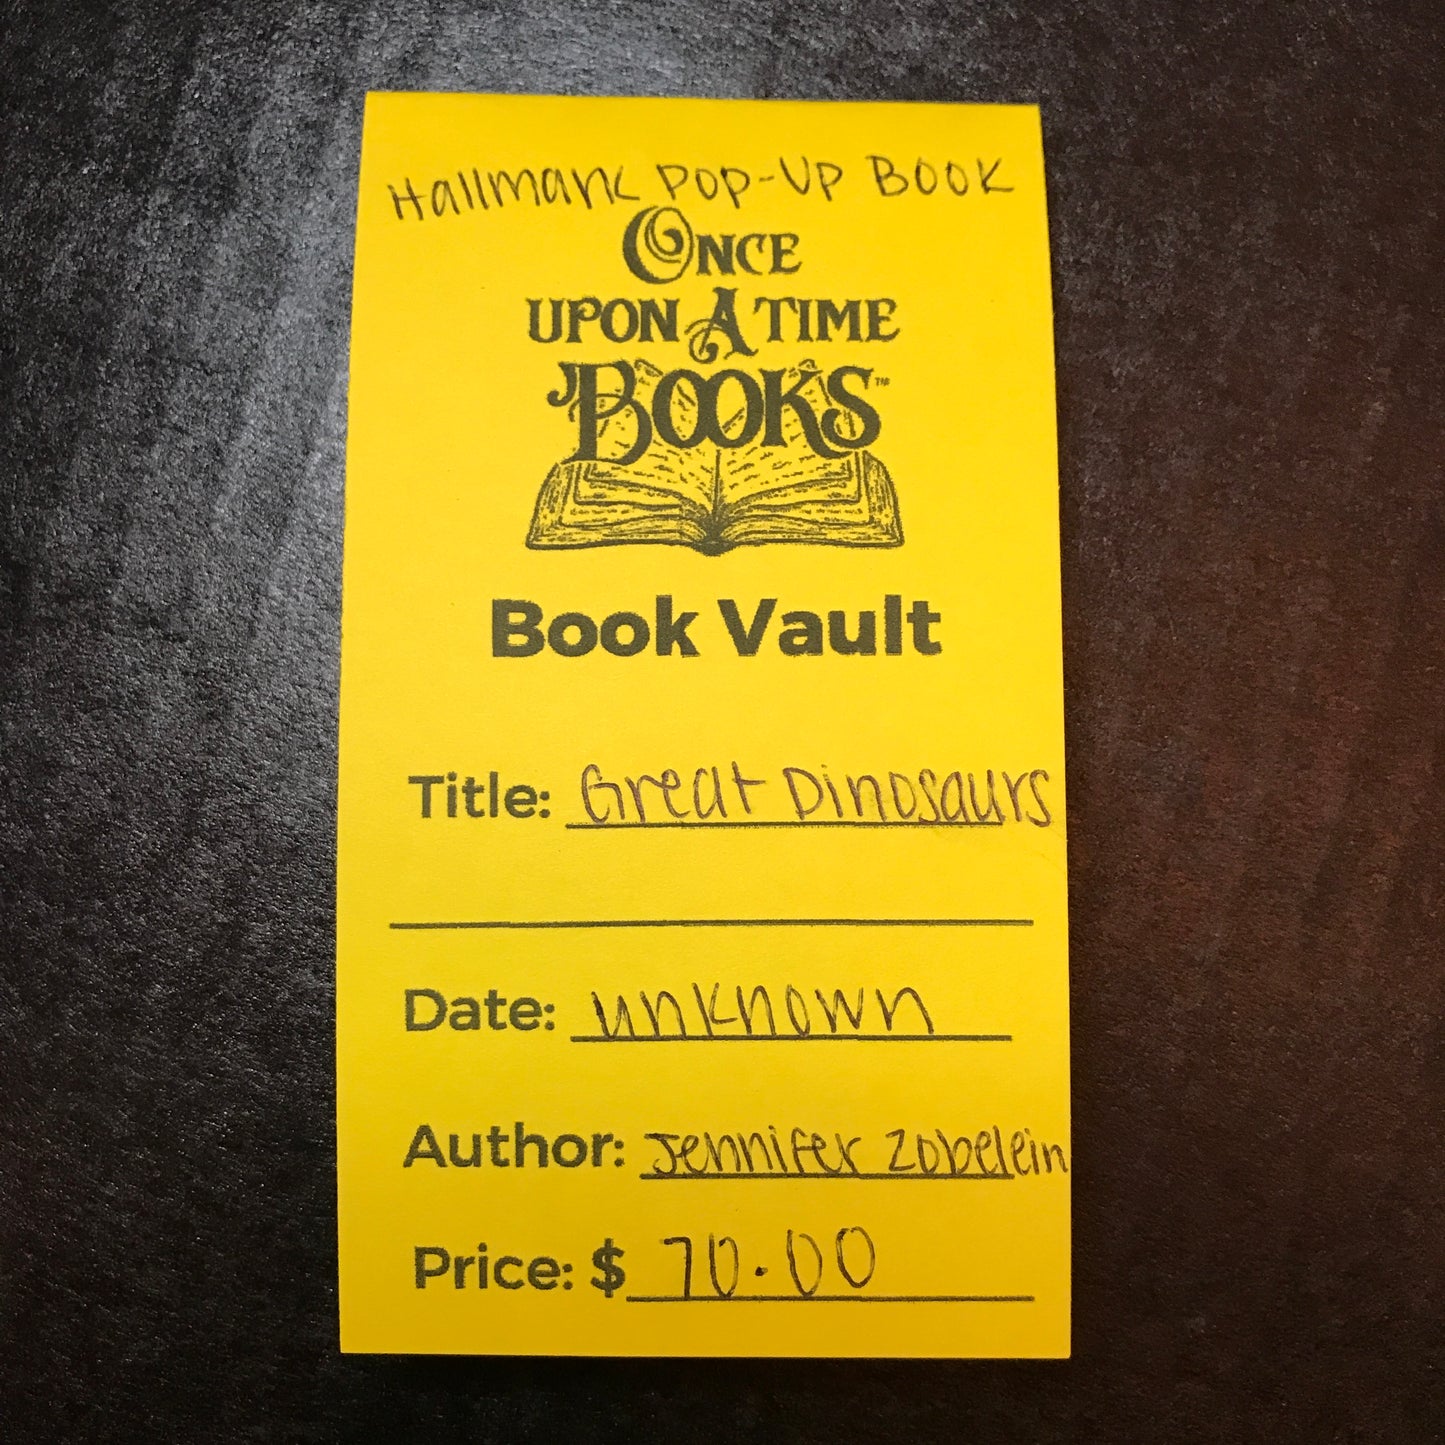 Hallmark Pop-Up Book
ONCE
UPON A TIME
BOOKS™
Book Vault
Title: Great Dinosaurs
Date: unknown
Author: Jennifer Zobelein
Price: $ 70.00